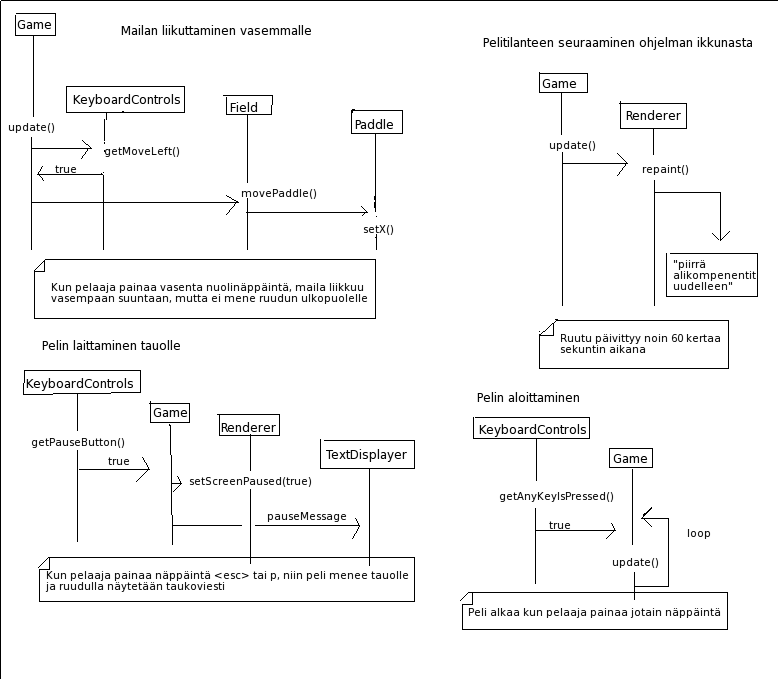 Mailan liikuttaminen vasemmalle
Game
KeyboardControls
Field
Paddle
update()
getMoveLeft()
true
movePaddle()
setX()
Kun pelaaja painaa vasenta nuolinäppäintä, maila liikkuu
vasempaan suuntaan, mutta ei mene ruudun ulkopuolelle
Pelitilanteen seuraaminen ohjelman ikkunasta
Game
Renderer
update()
repaint()
"piirrä
alikompenentit
uudelleen"
Ruutu päivittyy noin 60 kertaa
sekuntin aikana
Pelin laittaminen tauolle
KeyboardControls
Game
Renderer
TextDisplayer
getPauseButton()
true
setScreenPaused(true)
pauseMessage
Kun pelaaja painaa näppäintä <esc> tai p, niin peli menee tauolle
ja ruudulla näytetään taukoviesti
Pelin aloittaminen
KeyboardControls
Game
getAnyKeyIsPressed()
true
loop
update()
Peli alkaa kun pelaaja painaa jotain näppäintä